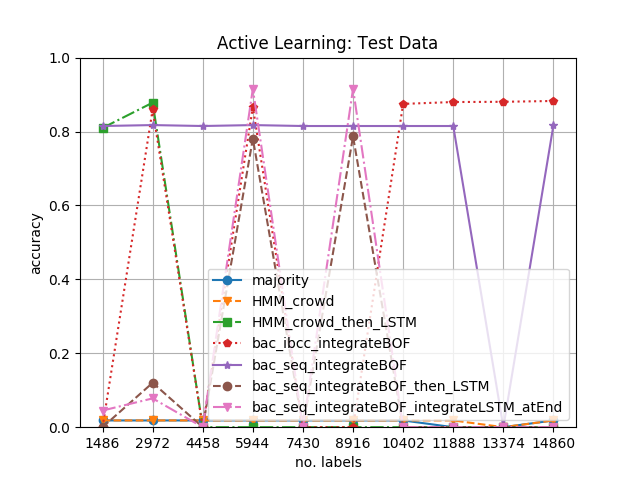 Active Learning: Test Data
1.0
0.8
0.6
0.4
0.2
0.0
accuracy
majority
HMM_crowd
HMM_crowd_then_LSTM
bac_ibcc_integrateBOF
bac_seq_integrateBOF
bac_seq_integrateBOF_then_LSTM
bac_seq_integrateBOF_integrateLSTM_atEnd
1486 2972 4458 5944 7430 8916 10402 11888 13374 14860
no. labels